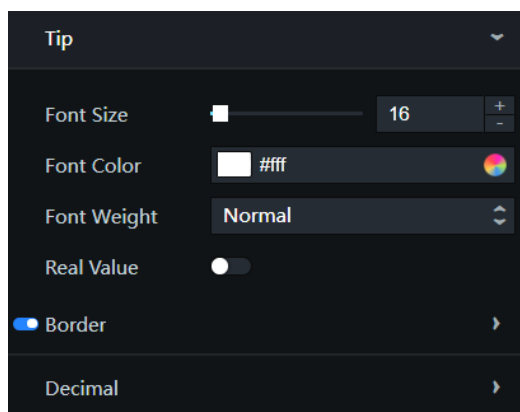 Tip
Font Size 16 + -
Font Color #fff
Font Weight Normal
Real Value
Border
Decimal